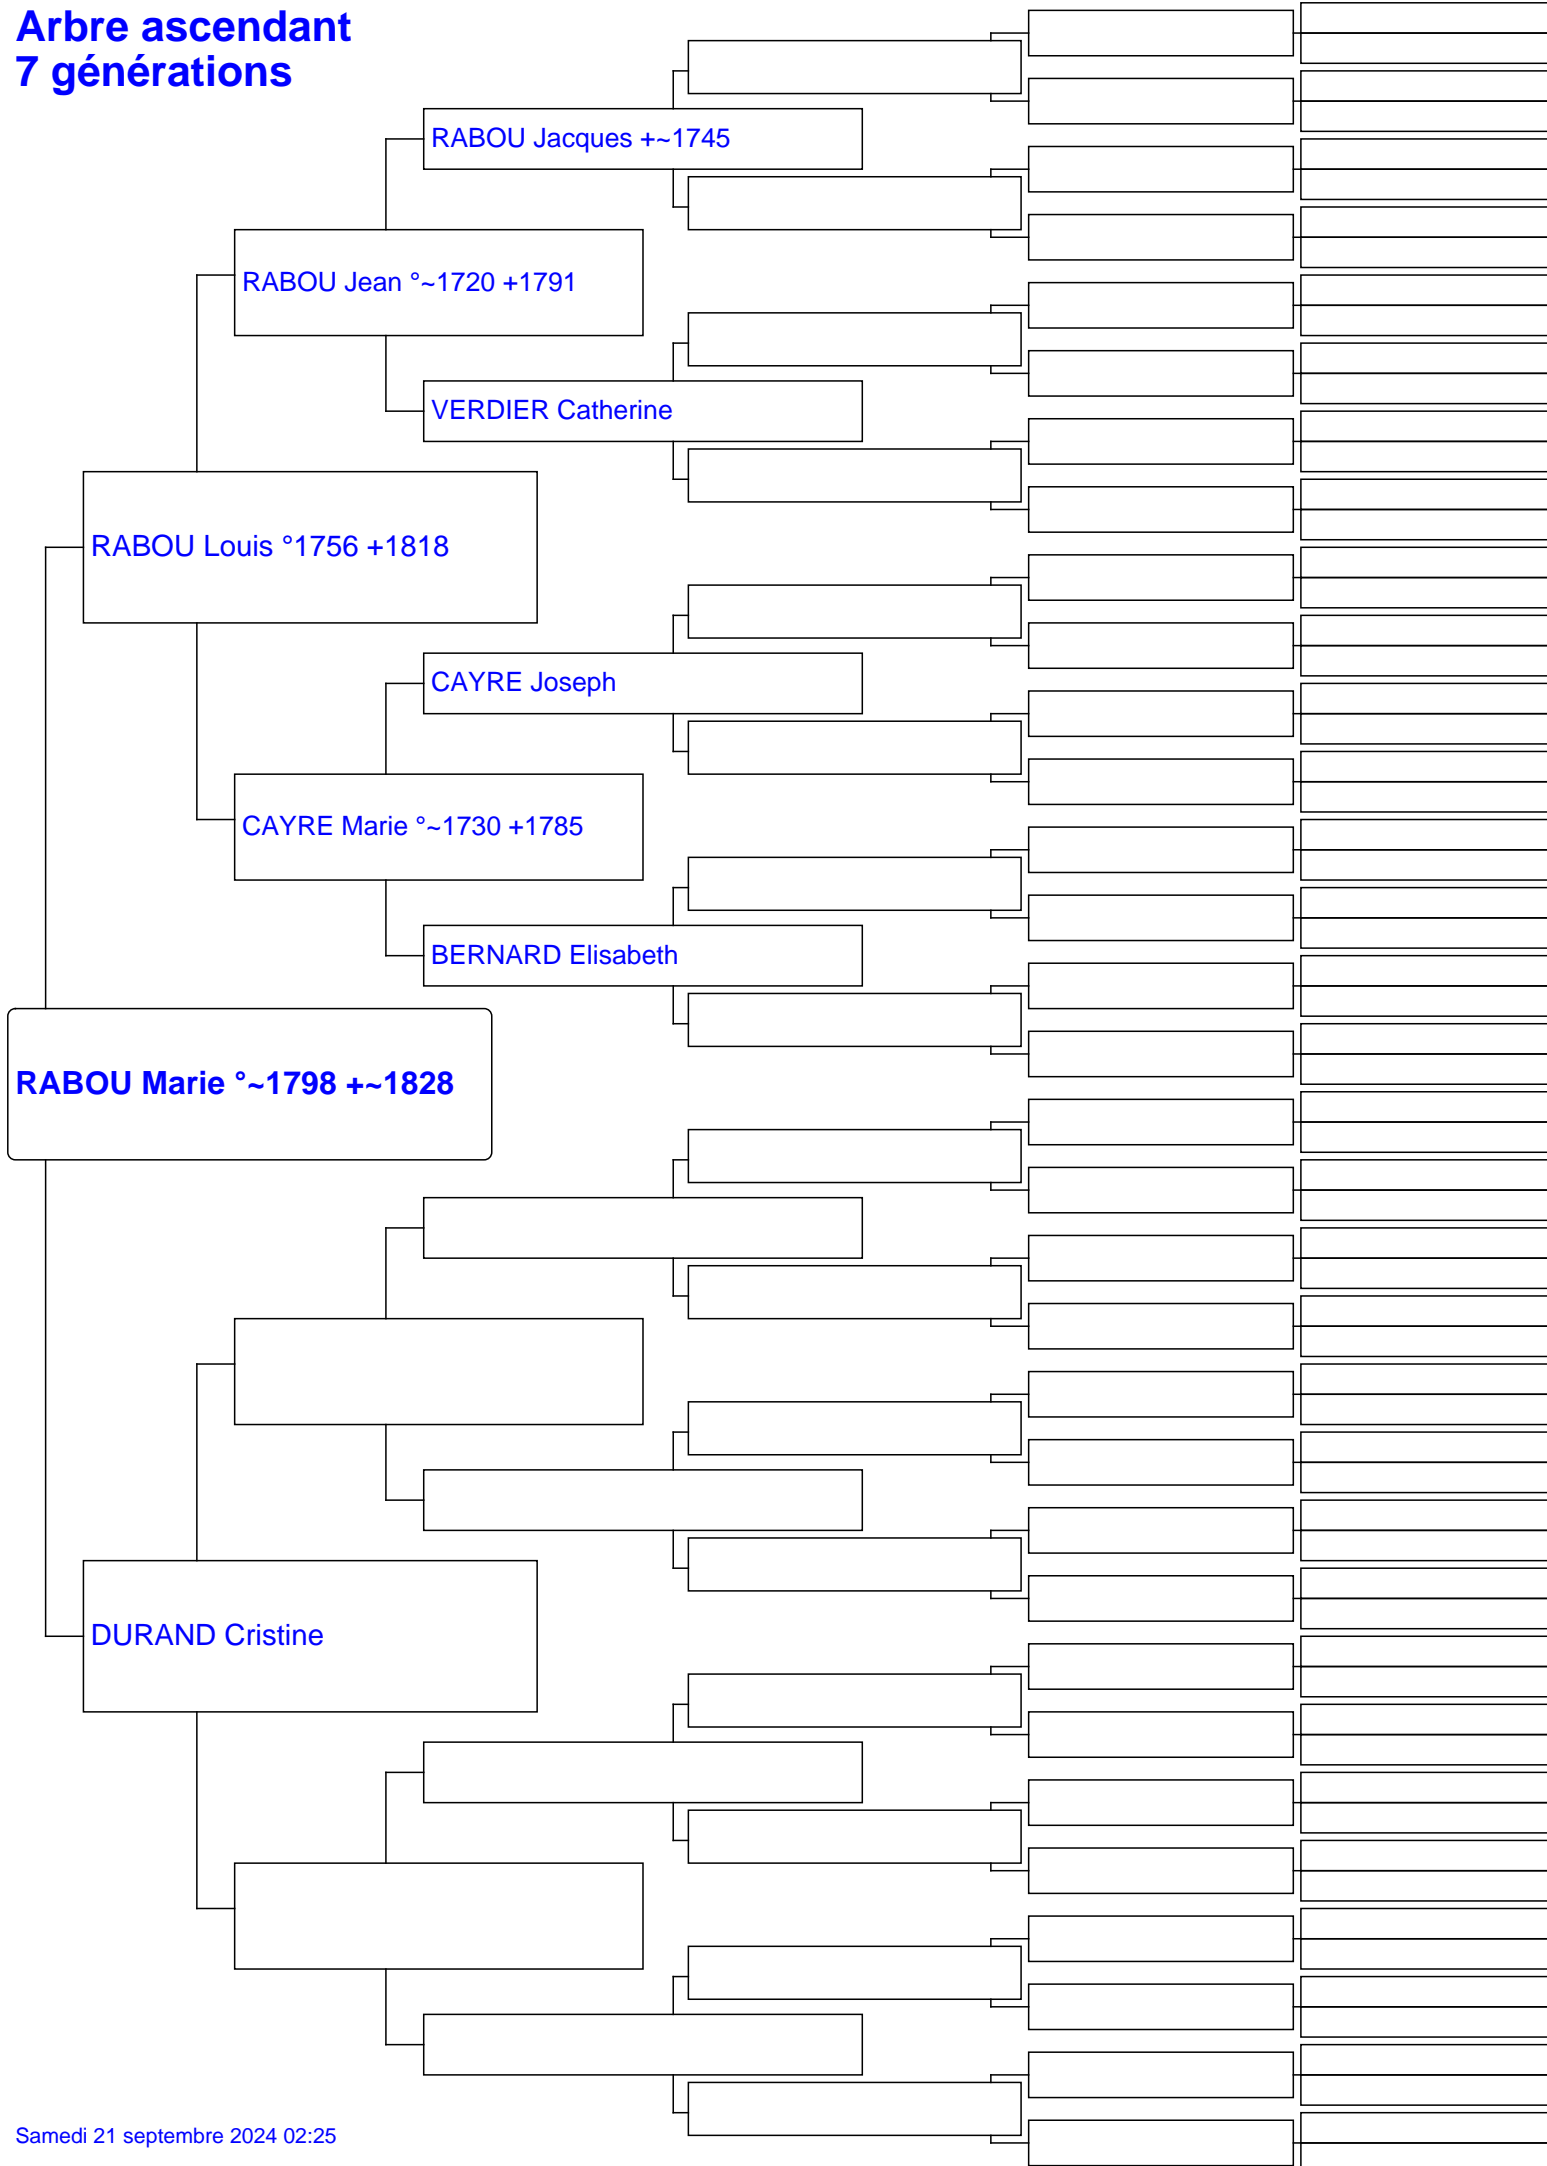 Arbre ascendant
7 générations
RABOU Jacques +~1745
RABOU Jean °~1720 +1791
VERDIER Catherine
RABOU Louis °1756 +1818
CAYRE Joseph
CAYRE Marie °~1730 +1785
BERNARD Elisabeth
RABOU Marie °~1798 +~1828
DURAND Cristine
Samedi 21 septembre 2024 02:25